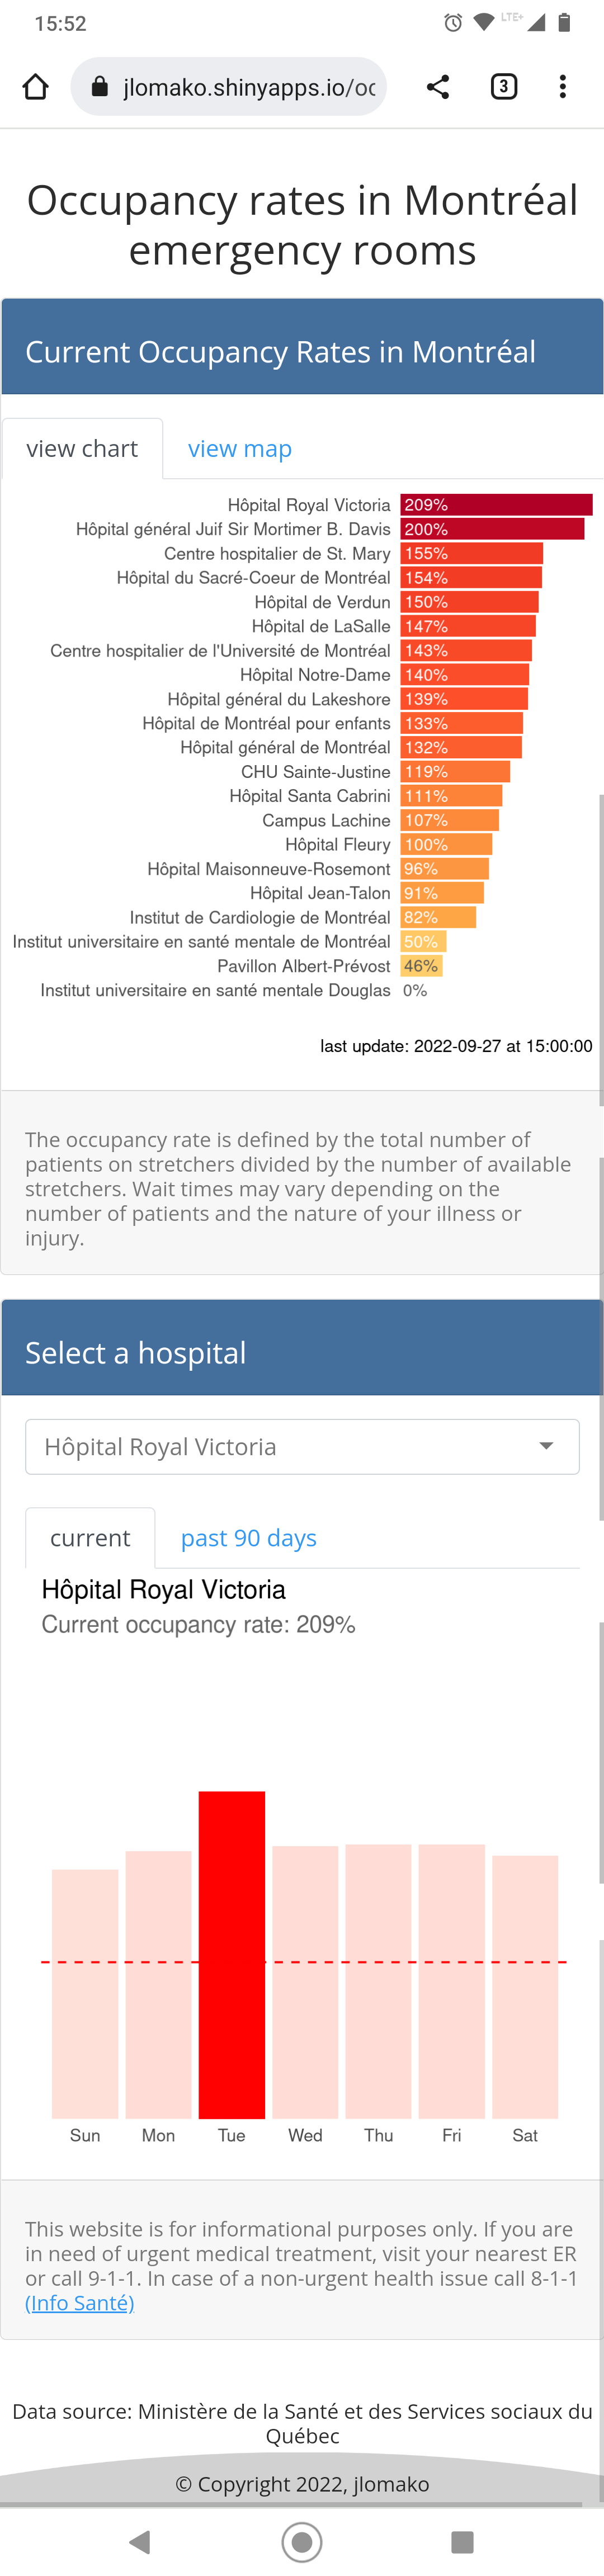 15:52
LTE+
jlomako.shinyapps.io/oc
3
Occupancy rates in Montréal
emergency rooms
Current Occupancy Rates in Montréal
view chart view map
Hôpital Royal Victoria 209%
Hôpital général Juif Sir Mortimer B. Davis 200%
Centre hospitalier de St. Mary 155%
Hôpital du Sacré-Coeur de Montréal 154%
Hôpital de Verdun 150%
Hôpital de LaSalle 147%
Centre hospitalier de l'Université de Montréal 143%
Hôpital Notre-Dame 140%
Hôpital général du Lakeshore 139%
Hôpital de Montréal pour enfants 133%
Hôpital général de Montréal 132%
CHU Sainte-Justine 119%
Hôpital Santa Cabrini 111%
Campus Lachine 107%
Hôpital Fleury 100%
Hôpital Maisonneuve-Rosemont 96%
Hôpital Jean-Talon 91%
Institut de Cardiologie de Montréal 82%
Institut universitaire en santé mentale de Montréal 50%
Pavillon Albert-Prévost 46%
Institut universitaire en santé mentale Douglas 0%
last update: 2022-09-27 at 15:00:00
The occupancy rate is defined by the total number of
patients on stretchers divided by the number of available
stretchers. Wait times may vary depending on the
number of patients and the nature of your illness or
injury.
Select a hospital
Hôpital Royal Victoria
current past 90 days
Hôpital Royal Victoria
Current occupancy rate: 209%
Sun Mon Tue Wed Thu Fri Sat
This website is for informational purposes only. If you are
in need of urgent medical treatment, visit your nearest ER
or call 9-1-1. In case of a non-urgent health issue call 8-1-1
(Info Santé)
Data source: Ministère de la Santé et des Services sociaux du
Québec
© Copyright 2022, jlomako